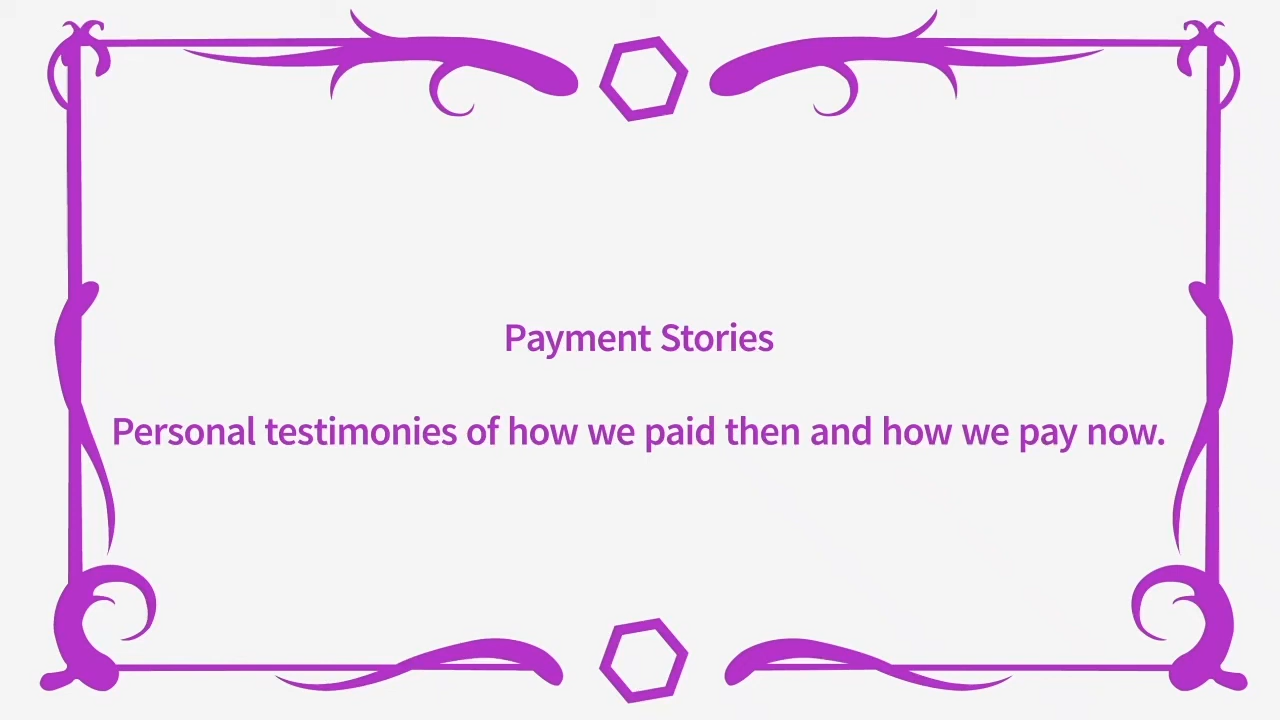 Payment Stories
Personal testimonies of how we paid then and how we pay now.